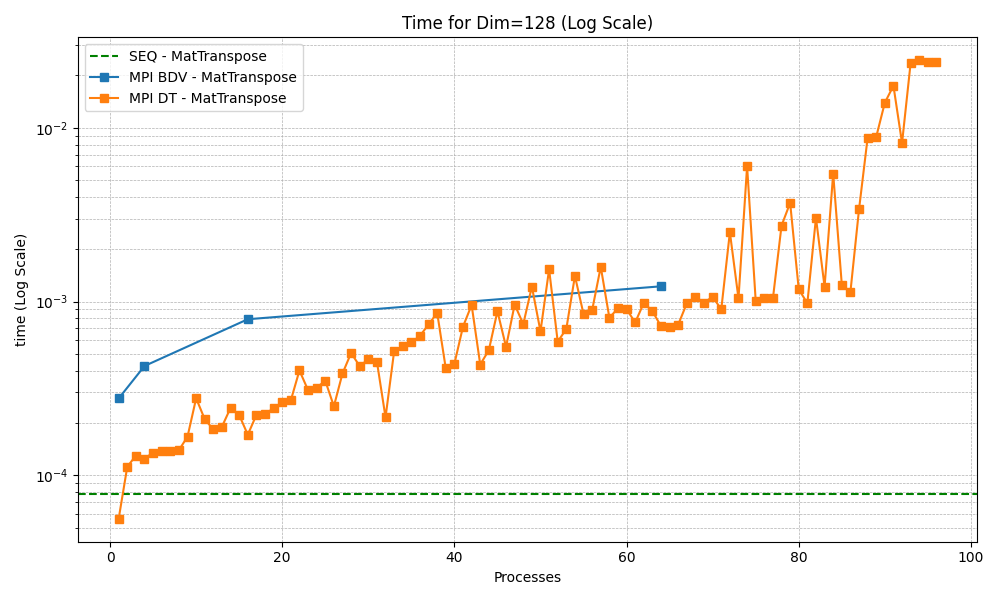 Time for Dim=128 (Log Scale)
SEQ - MatTranspose
MPI BDV - MatTranspose
MPI DT - MatTranspose
time (Log Scale)
10⁻²
10⁻³
10⁻⁴
0 20 40 60 80 100
Processes